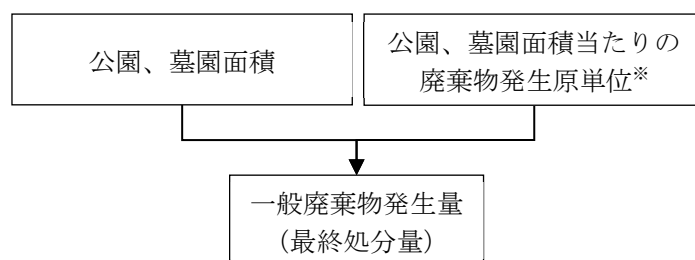 公園、墓園面積
公園、墓園面積当たりの
廃棄物発生原単位※
一般廃棄物発生量
（最終処分量）